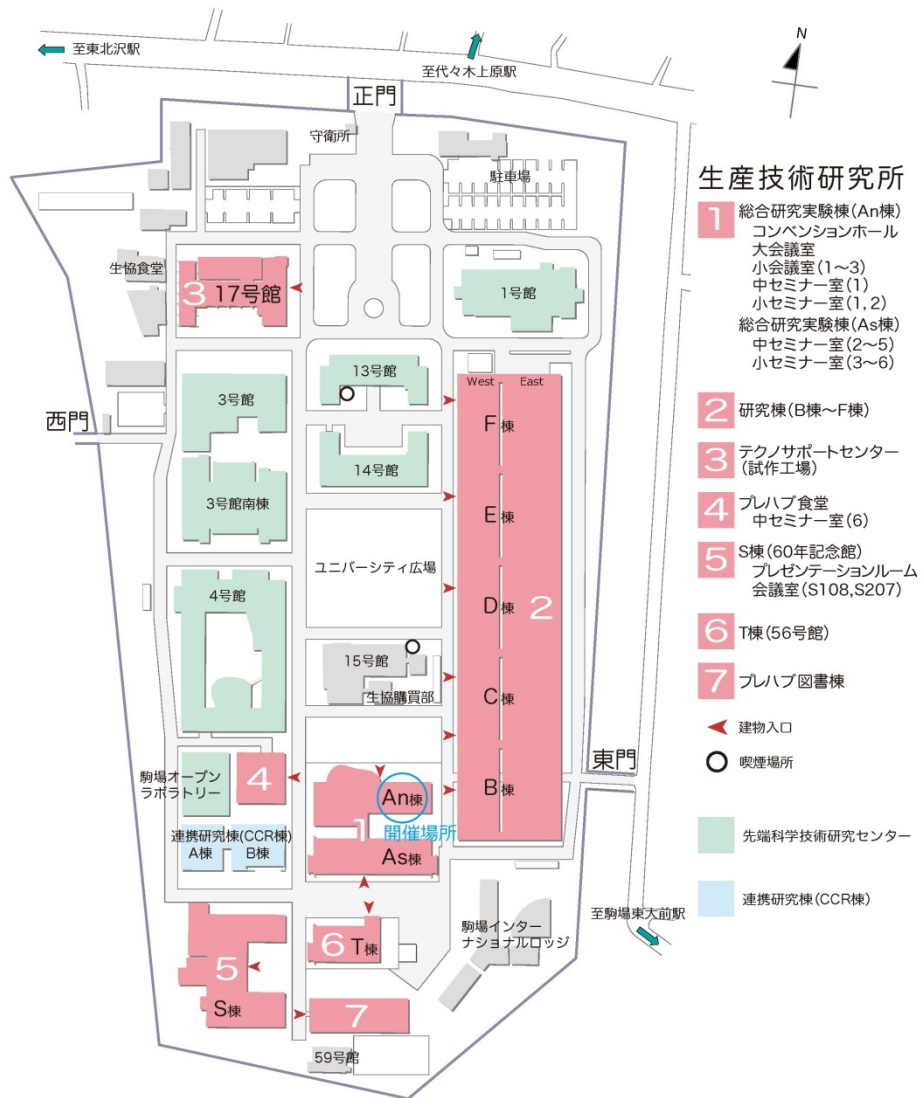 至東北沢駅
至代々木上原駅
N
正門
守衛所
駐車場
生協食堂
3 17号館
1号館
西門
3号館
13号館
14号館
3号館南棟
West East
F棟
E棟
ユニバーシティ広場
D棟
2
4号館
15号館
生協購買部
C棟
駒場オープン
ラボラトリー
4
An棟
開催場所
1
As棟
B棟
東門
連携研究棟(CCR棟)
A棟 B棟
至駒場東大前駅
駒場インター
ナショナルロッジ
6 T棟
5
S棟
7
59号館
生産技術研究所
1 総合研究実験棟(An棟)
コンベンションホール
大会議室
小会議室(1~3)
中セミナー室(1)
小セミナー室(1,2)
総合研究実験棟(As棟)
中セミナー室(2~5)
小セミナー室(3~6)
2 研究棟(B棟~F棟)
3 テクノサポートセンター
(試作工場)
4 プレハブ食堂
中セミナー室(6)
5 S棟(60年記念館)
プレゼンテーションルーム
会議室(S108,S207)
6 T棟(56号館)
7 プレハブ図書棟
建物入口
喫煙場所
先端科学技術研究センター
連携研究棟(CCR棟)